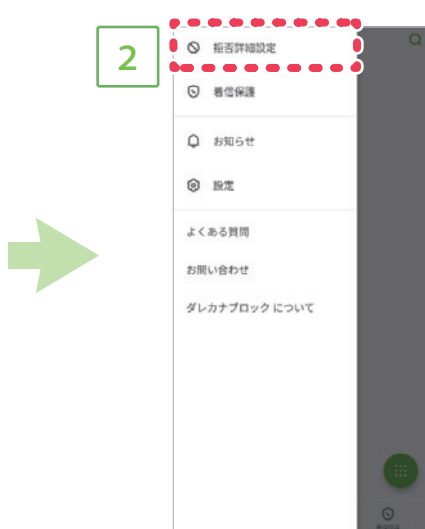 2
拒否詳細設定
着信保護
お知らせ
設定
よくある質問
お問い合わせ
ダレカナブロック について